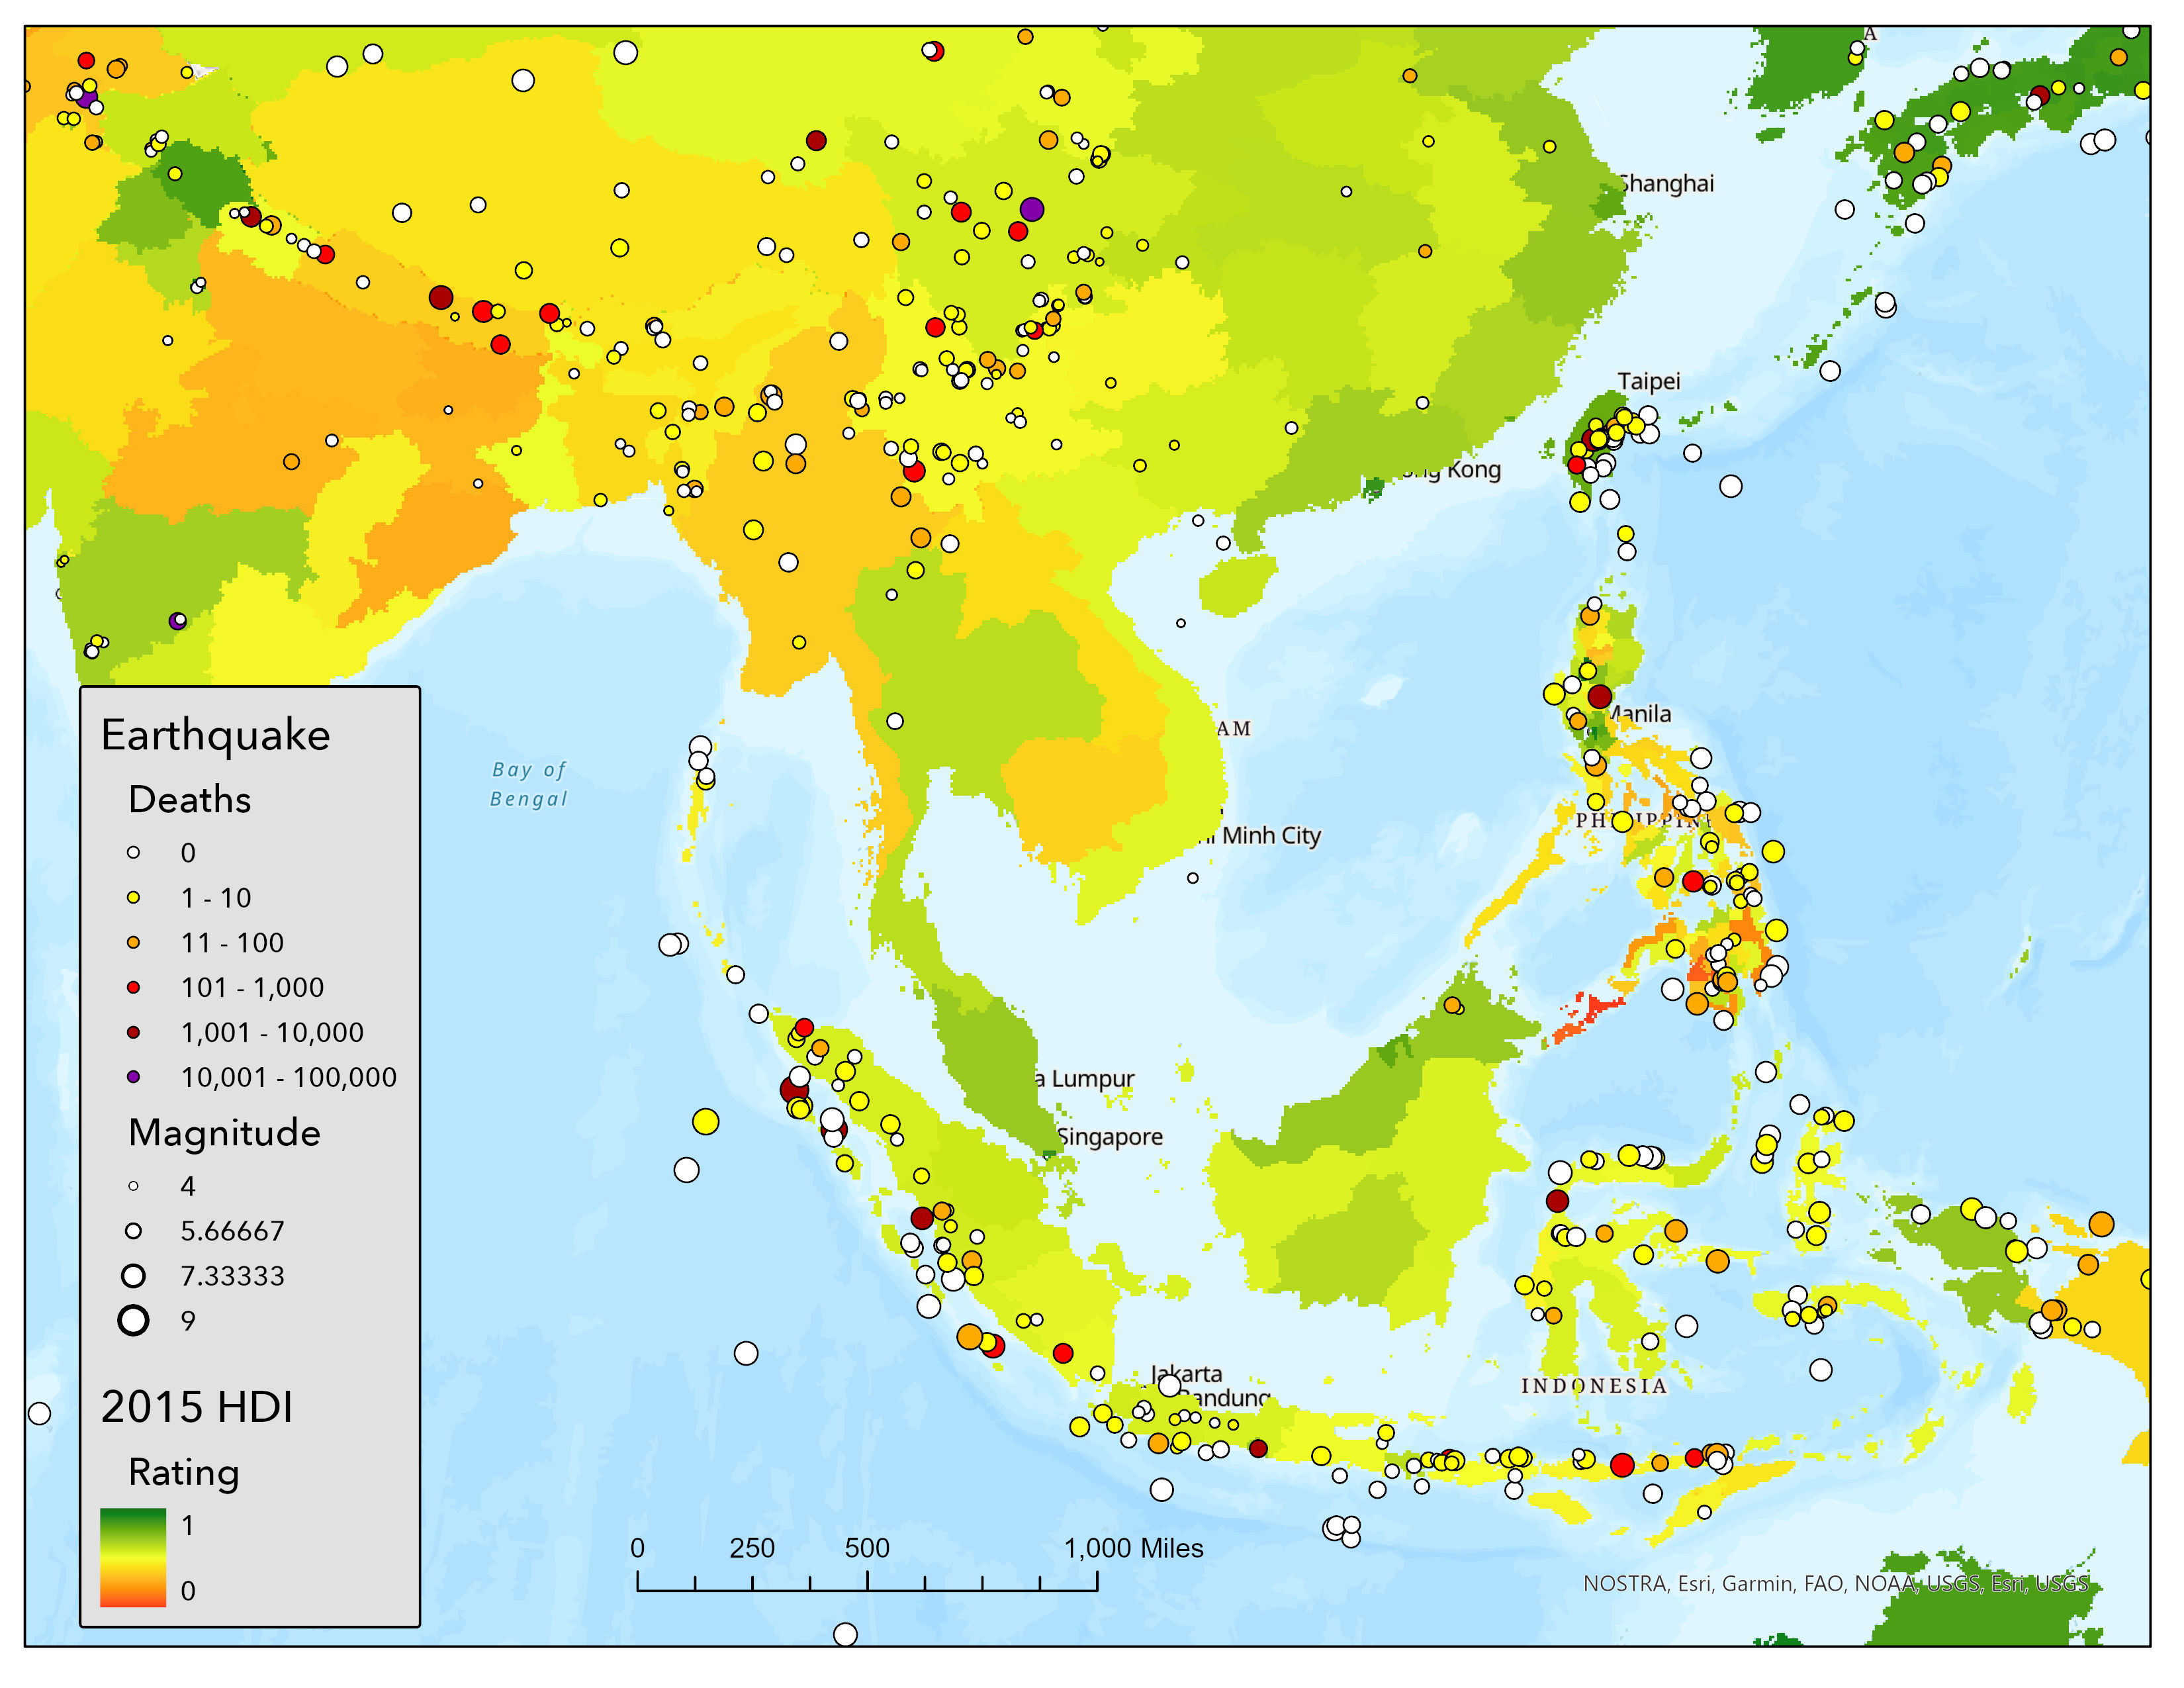 A
Shanghai
Taipei
Kong
Manila
AM
Bay of
Bengal
Minh City
Lumpur
Singapore
Jakarta
INDONESIA
Earthquake
Deaths
0
1 - 10
11 - 100
101 - 1,000
1,001 - 10,000
10,001 - 100,000
Magnitude
4
5.66667
7.33333
9
2015 HDI
Rating
1
0
0 250 500 1,000 Miles
NOSTRA, Esri, Garmin, FAO, NOAA, USGS, Esri, USGS